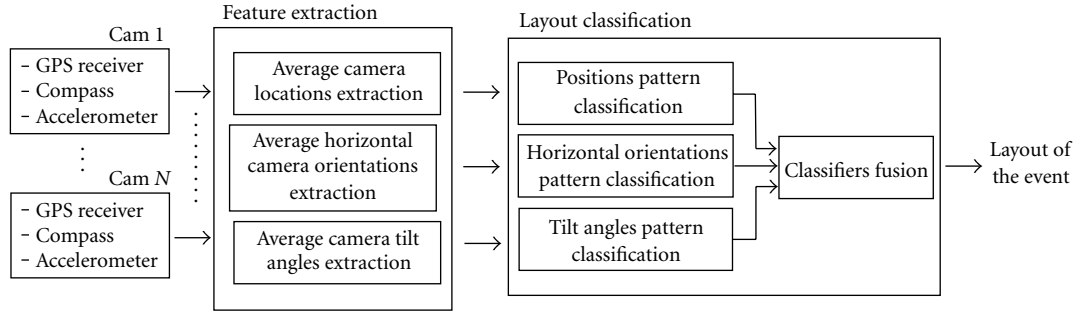 Cam 1
- GPS receiver
- Compass
- Accelerometer
Cam N
- GPS receiver
- Compass
- Accelerometer
Feature extraction
Average camera
locations extraction
Average horizontal
camera orientations
extraction
Average camera tilt
angles extraction
Layout classification
Positions pattern
classification
Horizontal orientations
pattern classification
Tilt angles pattern
classification
Classifiers fusion
Layout of
the event